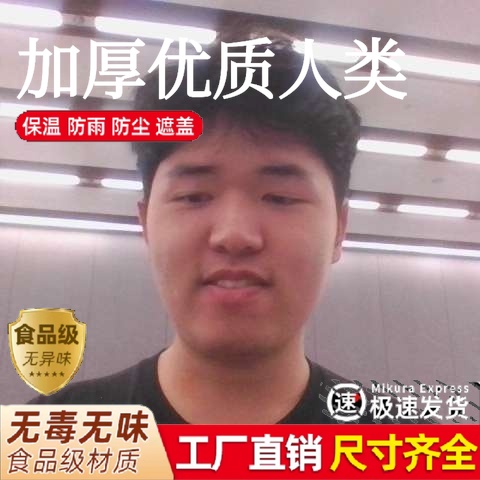 加厚优质人类
保温 防雨 防尘 遮盖
食品级
无异味
Mikura Express
极速发货
速
无毒无味
食品级材质
工厂直销 尺寸齐全